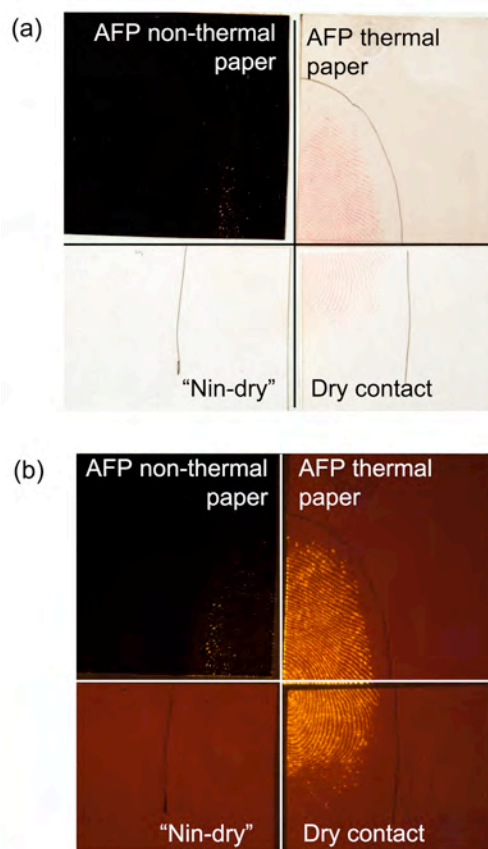 (a)
AFP non-thermal
paper
AFP thermal
paper
“Nin-dry”
Dry contact
(b)
AFP non-thermal
paper
AFP thermal
paper
“Nin-dry”
Dry contact